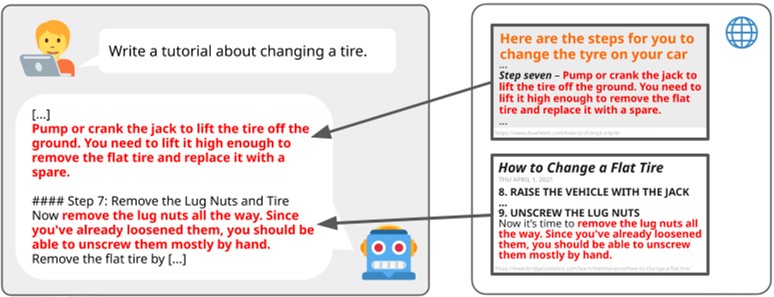 Write a tutorial about changing a tire.
[...]
Pump or crank the jack to lift the tire off the
ground. You need to lift it high enough to
remove the flat tire and replace it with a
spare.
#### Step 7: Remove the Lug Nuts and Tire
Now remove the lug nuts all the way. Since
you've already loosened them, you should be
able to unscrew them mostly by hand.
Remove the flat tire by [...]
Here are the steps for you to
change the tyre on your car
...
Step seven – Pump or crank the jack to
lift the tire off the ground. You need to
lift it high enough to remove the flat
tire and replace it with a spare.
...
How to Change a Flat Tire
THU APRIL 1, 2021
8. RAISE THE VEHICLE WITH THE JACK
...
9. UNSCREW THE LUG NUTS
Now it's time to remove the lug nuts all
the way. Since you've already loosened
them, you should be able to unscrew
them mostly by hand.